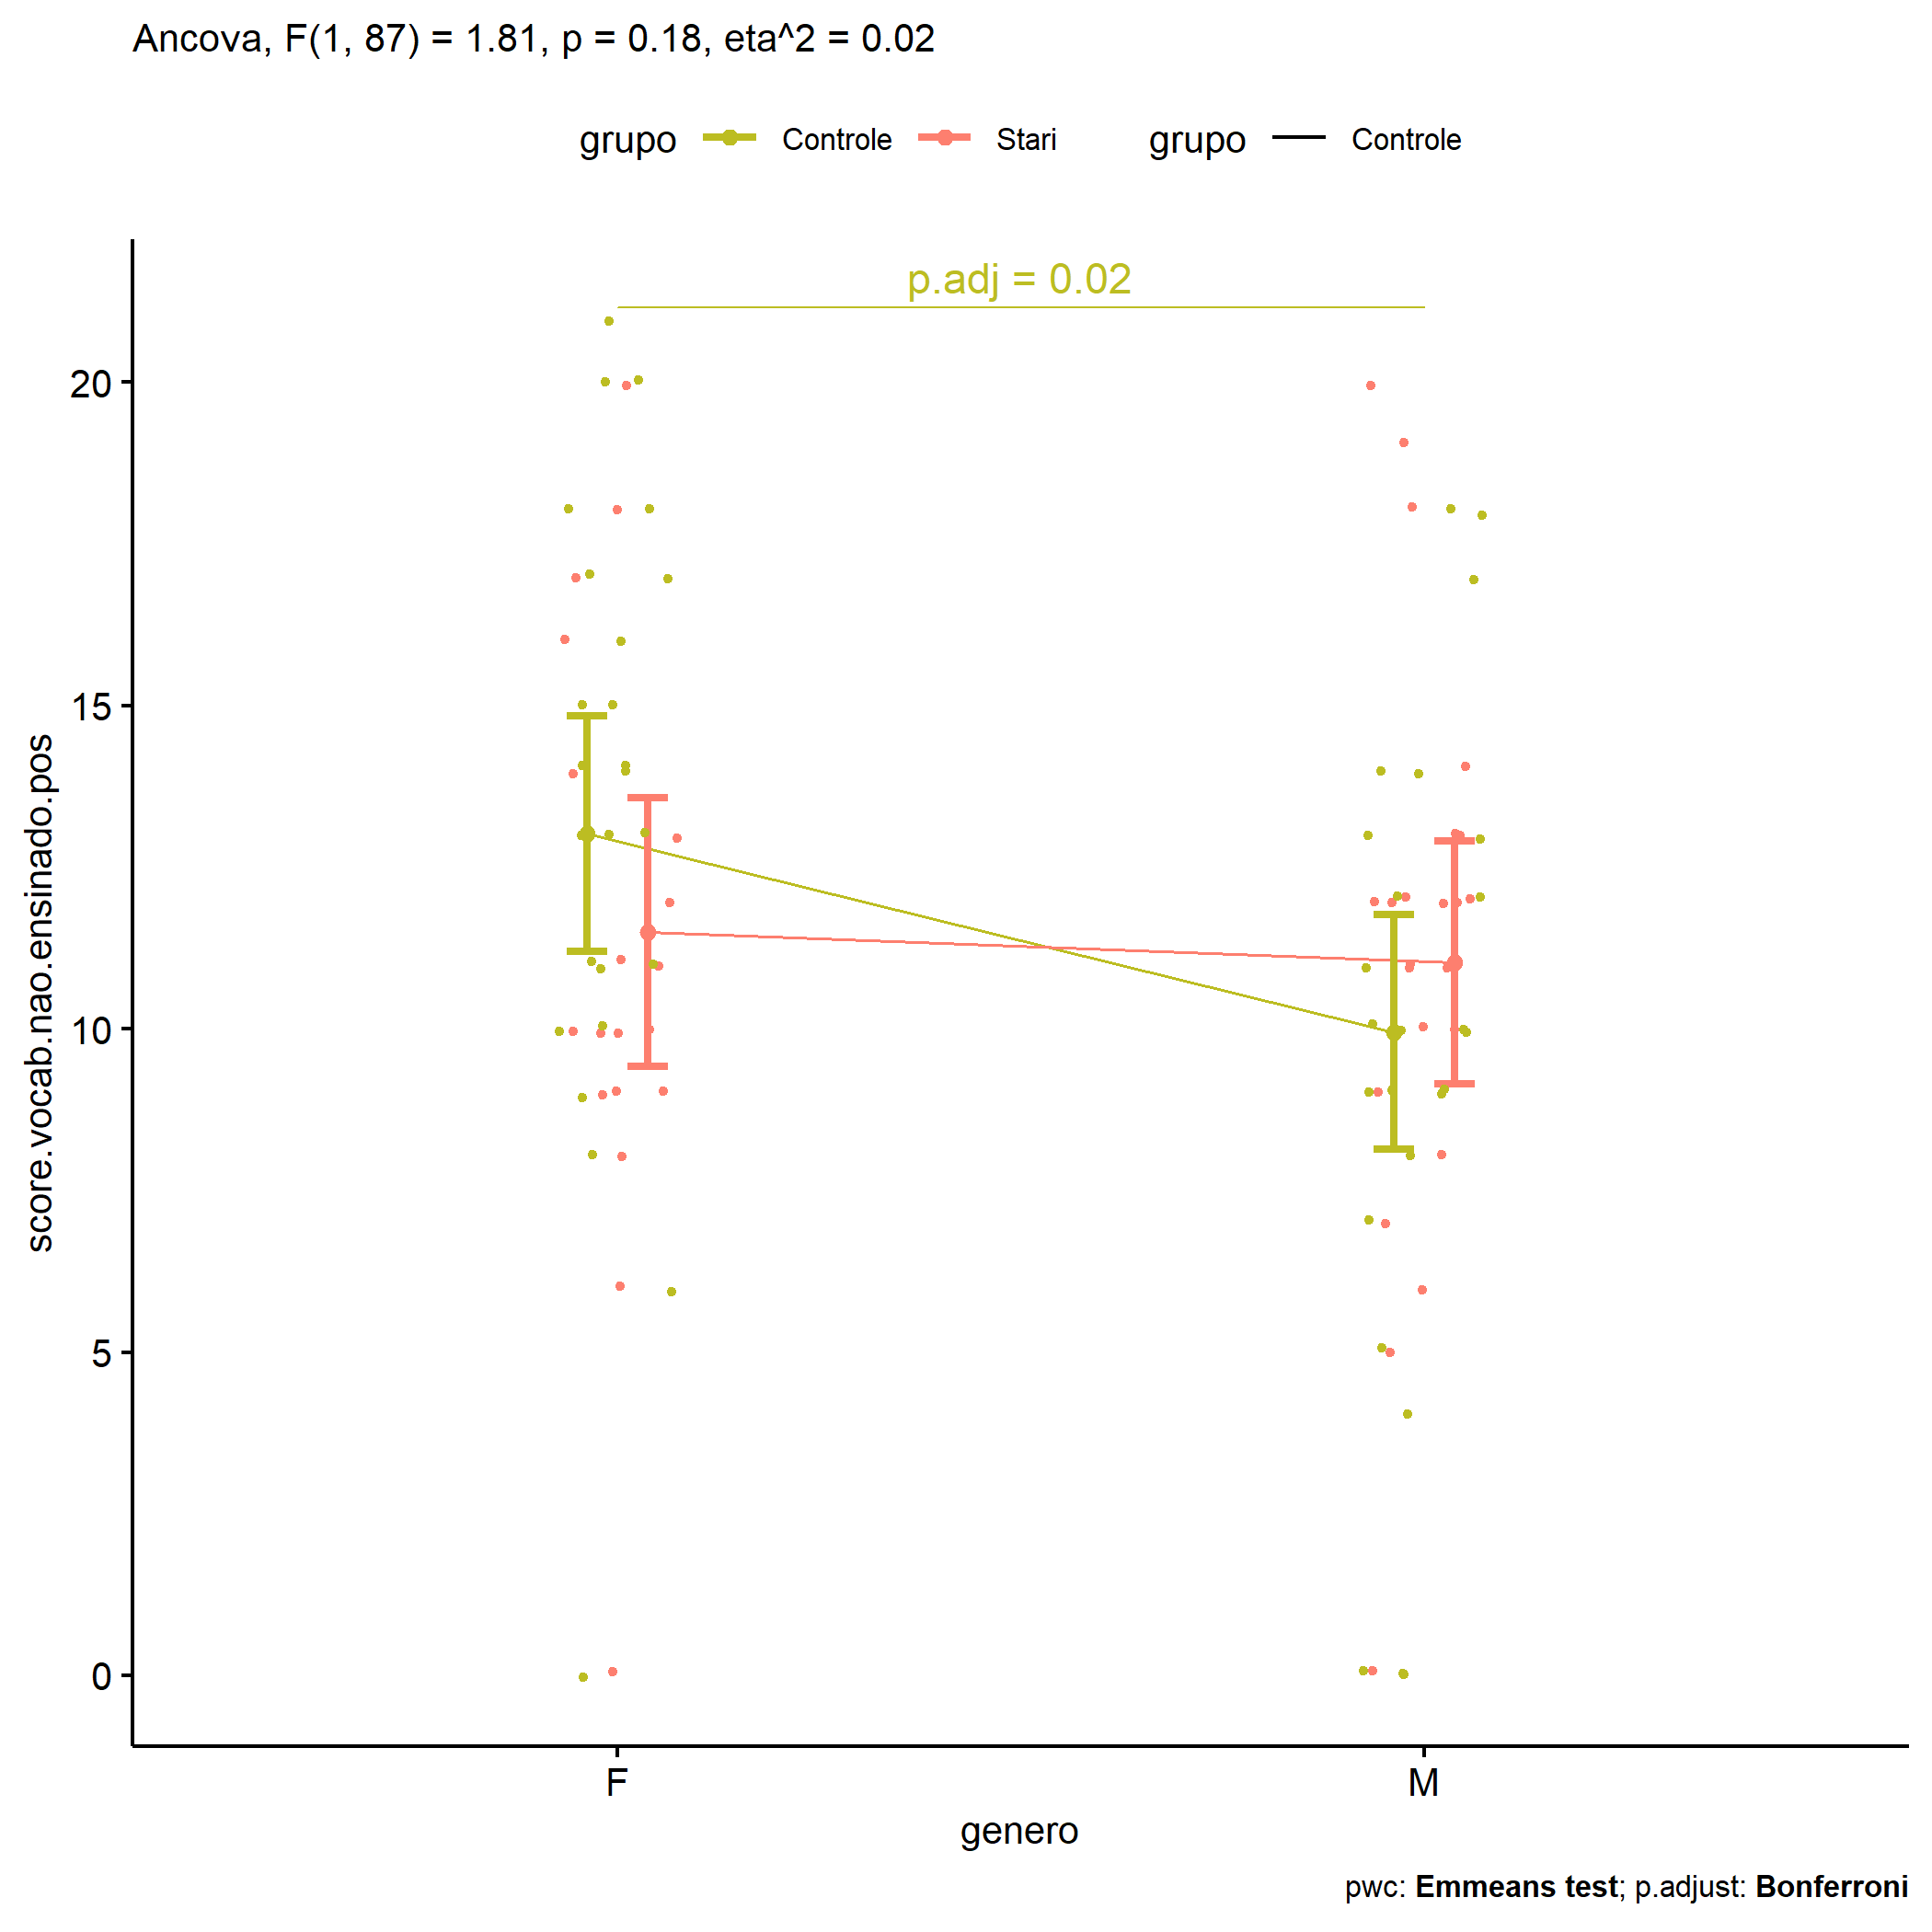 Ancova, F(1, 87) = 1.81, p = 0.18, eta^2 = 0.02
grupo Controle Stari grupo Controle
p.adj = 0.02
20
15
10
5
0
score.vocab.nao.ensinado.pos
F M
genero
pwc: Emmeans test; p.adjust: Bonferroni